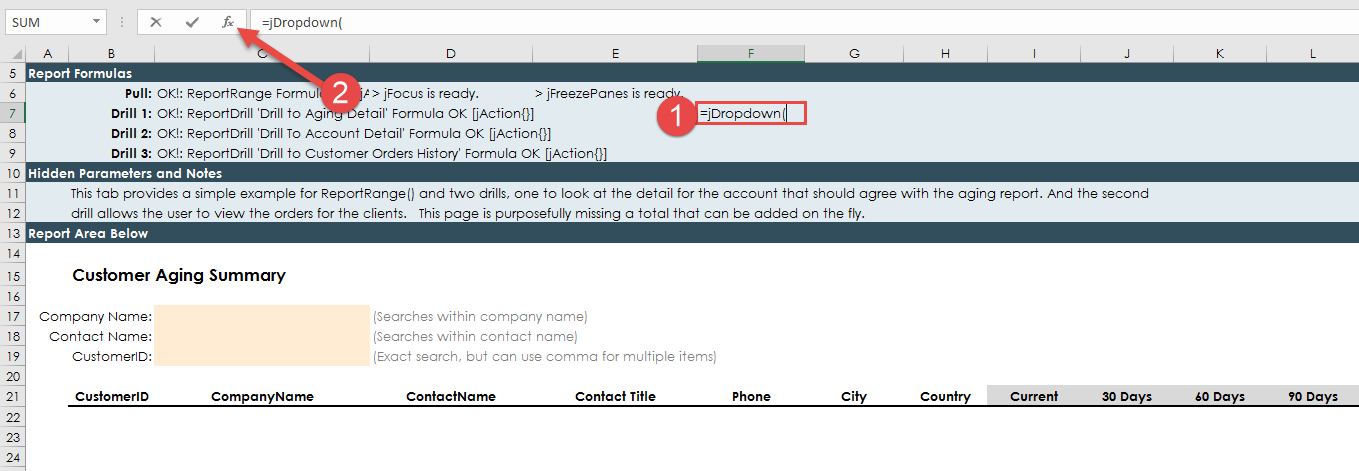 SUM =jDropdown(
A B C D E F G H I J K L
5 Report Formulas
6 Pull: OK!: ReportRange Formula [jA > jFocus is ready. > jFreezePanes is ready.
7 Drill 1: OK!: ReportDrill 'Drill to Aging Detail' Formula OK [jAction{}] =jDropdown(
8 Drill 2: OK!: ReportDrill 'Drill To Account Detail' Formula OK [jAction{}]
9 Drill 3: OK!: ReportDrill 'Drill to Customer Orders History' Formula OK [jAction{}]
10 Hidden Parameters and Notes
11 This tab provides a simple example for ReportRange() and two drills, one to look at the detail for the account that should agree with the aging report. And the second
12 drill allows the user to view the orders for the clients. This page is purposefully missing a total that can be added on the fly.
13 Report Area Below
14
15 Customer Aging Summary
16
17 Company Name: (Searches within company name)
18 Contact Name: (Searches within contact name)
19 CustomerID: (Exact search, but can use comma for multiple items)
20
21 CustomerID CompanyName ContactName Contact Title Phone City Country Current 30 Days 60 Days 90 Days
22
23
24
fx
2
1